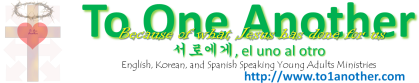 To One Another
Because of what Jesus has done for us
서로에게, el uno al otro
English, Korean, and Spanish Speaking Young Adults Ministries
http://www.to1another.com